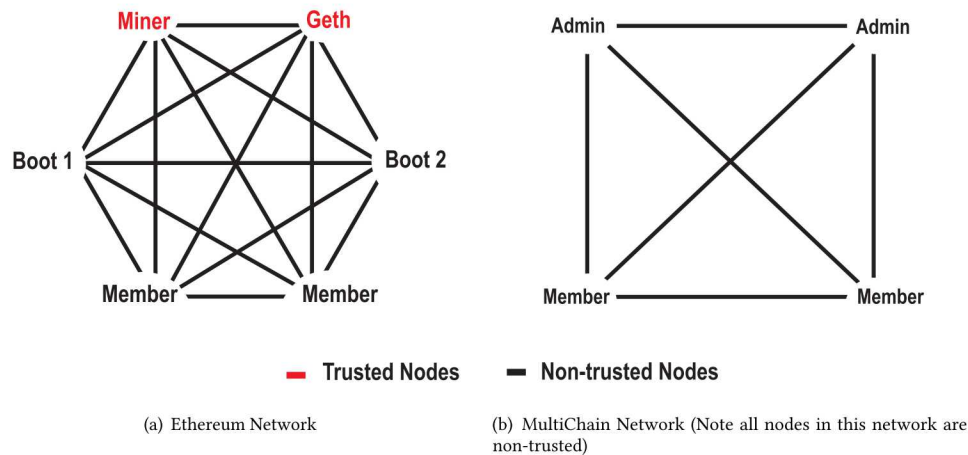 Miner Geth
Admin Admin
Boot 1 Boot 2
Member Member
Member Member
Trusted Nodes Non-trusted Nodes
(a) Ethereum Network
(b) MultiChain Network (Note all nodes in this network are
non-trusted)